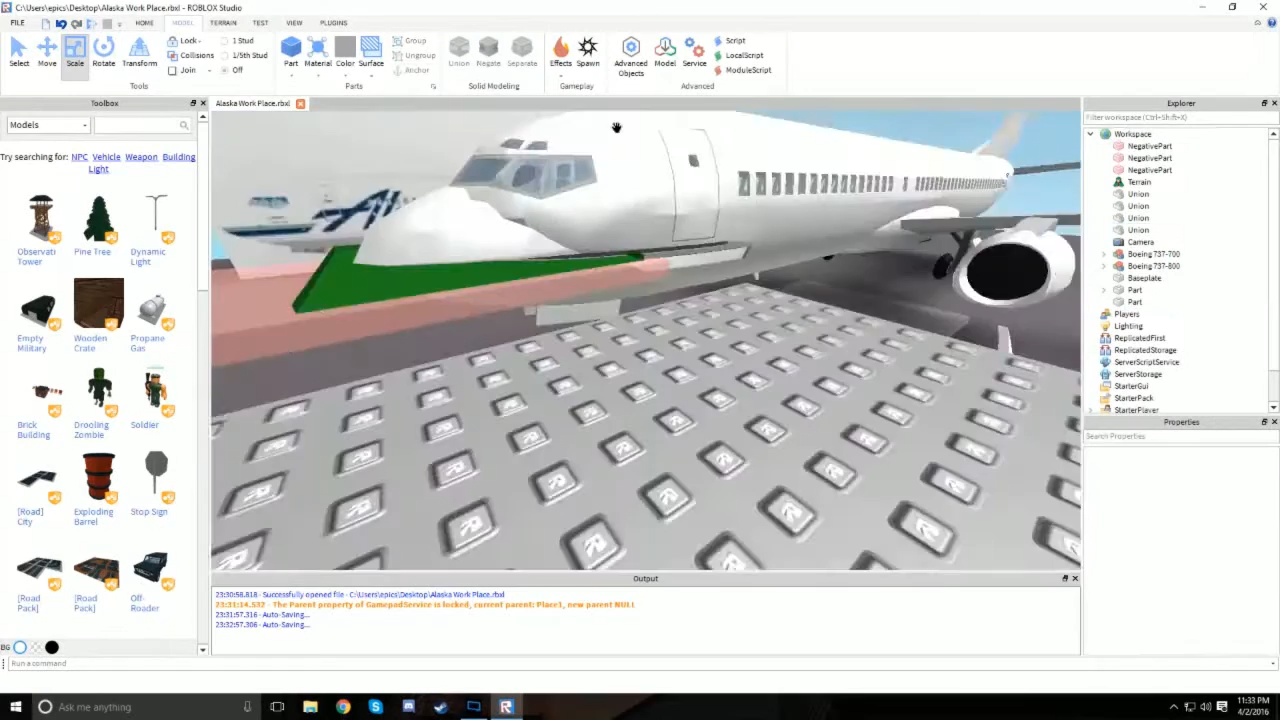 C:\Users\epics\Desktop\Alaska Work Place.rbxl - ROBLOX Studio
FILE HOME MODEL TERRAIN TEST VIEW PLUGINS
Select Move Scale Rotate Transform
Lock
Collisions
Join
1 Stud
1/5th Stud
Off
Tools
Part Material Color Surface
Group
Ungroup
Anchor
Parts
Union Negate Separate
Solid Modeling
Effects Spawn
Gameplay
Advanced Objects
Model Service
Script
LocalScript
ModuleScript
Advanced
Toolbox
Models
Try searching for: NPC Vehicle Weapon Building
Light
Observati Tower
Pine Tree
Dynamic Light
Empty Military
Wooden Crate
Propane Gas
Brick Building
Drooling Zombie
Soldier
[Road] City
Exploding Barrel
Stop Sign
[Road Pack]
[Road Pack]
Off-Roader
BG
Alaska Work Place.rbxl
Output
23:30:58.818 - Successfully opened file - C:\Users\epics\Desktop\Alaska Work Place.rbxl
23:31:14.532 - The Parent property of GamepadService is locked, current parent: Place1, new parent NULL
23:31:57.316 - Auto-Saving...
23:32:57.306 - Auto-Saving...
Explorer
Filter workspace (Ctrl+Shift+X)
Workspace
NegativePart
NegativePart
NegativePart
Terrain
Union
Union
Union
Union
Camera
Boeing 737-700
Boeing 737-800
Baseplate
Part
Part
Players
Lighting
ReplicatedFirst
ReplicatedStorage
ServerScriptService
ServerStorage
StarterGui
StarterPack
StarterPlayer
Properties
Search Properties
Run a command
Ask me anything
11:33 PM
4/2/2016